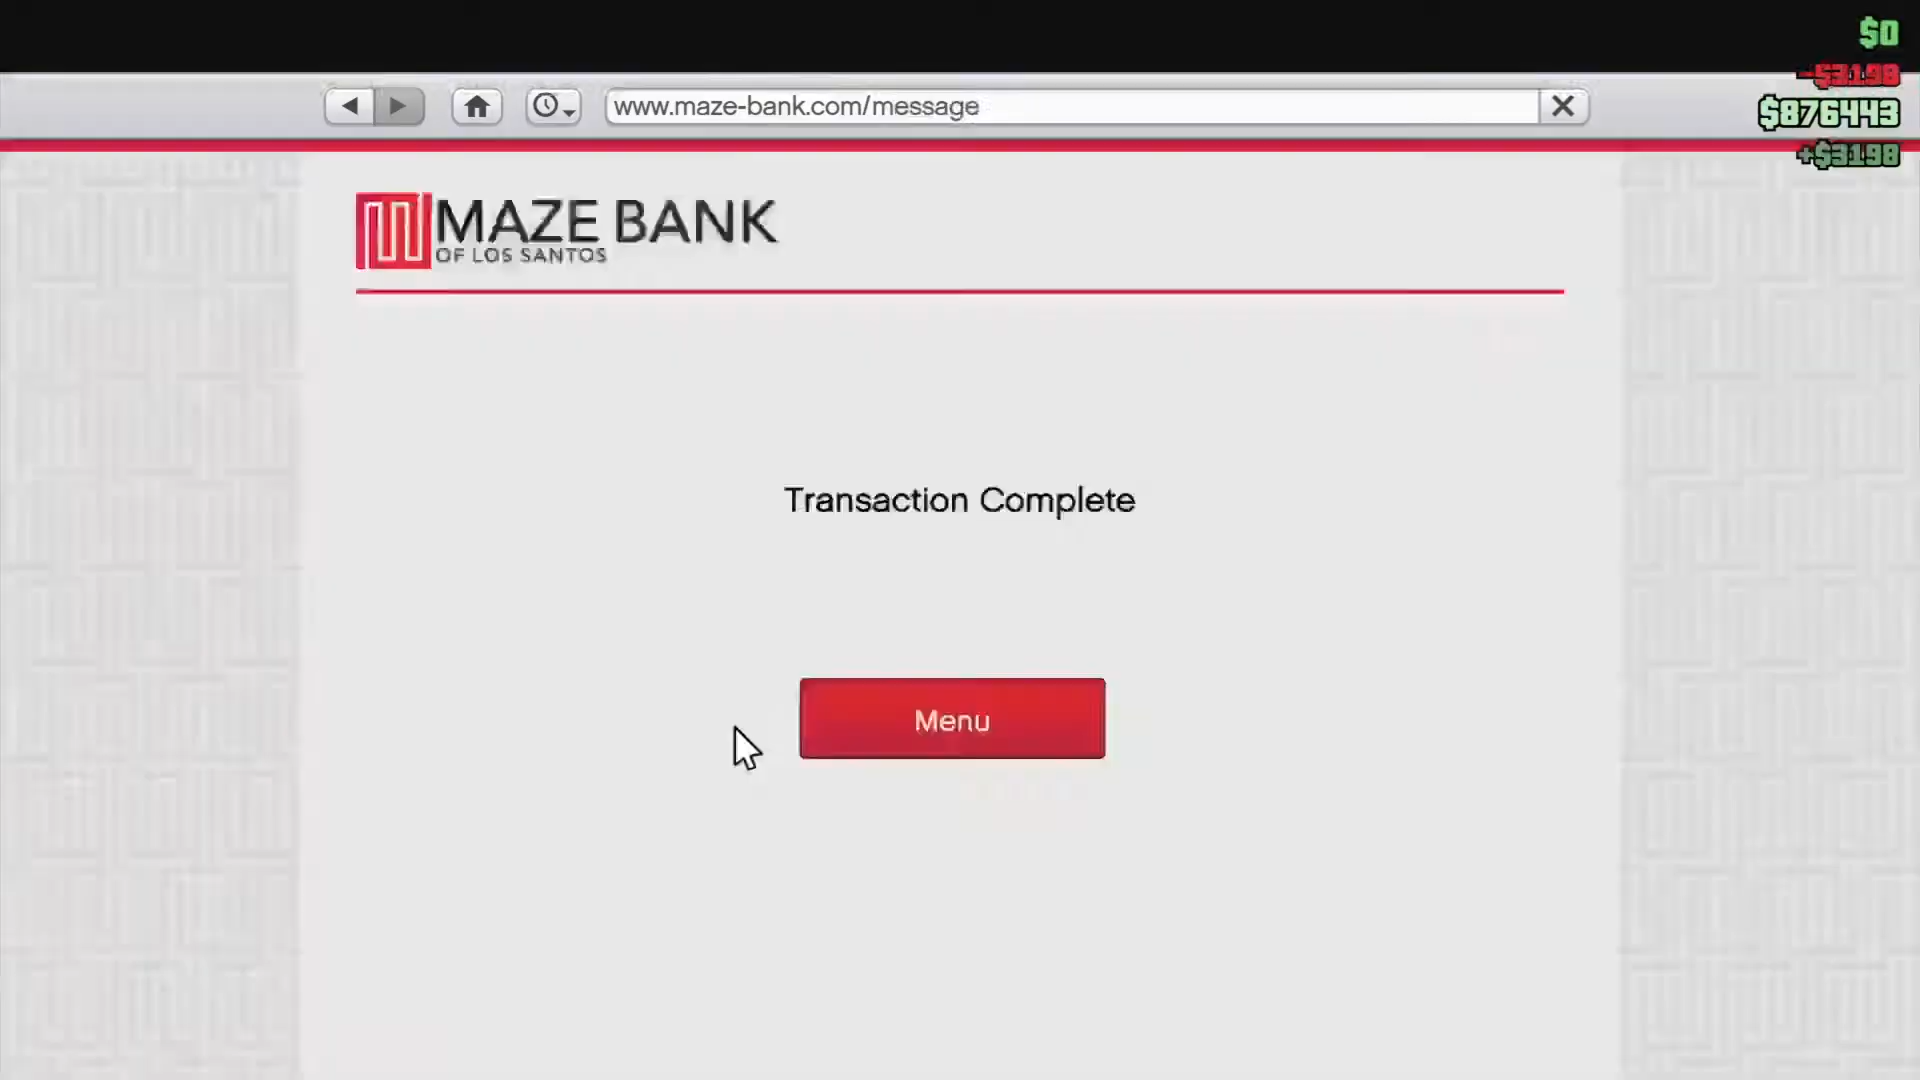 $0
-$3198
www.maze-bank.com/message
$876443
+$3198
MAZE BANK
OF LOS SANTOS
Transaction Complete
Menu